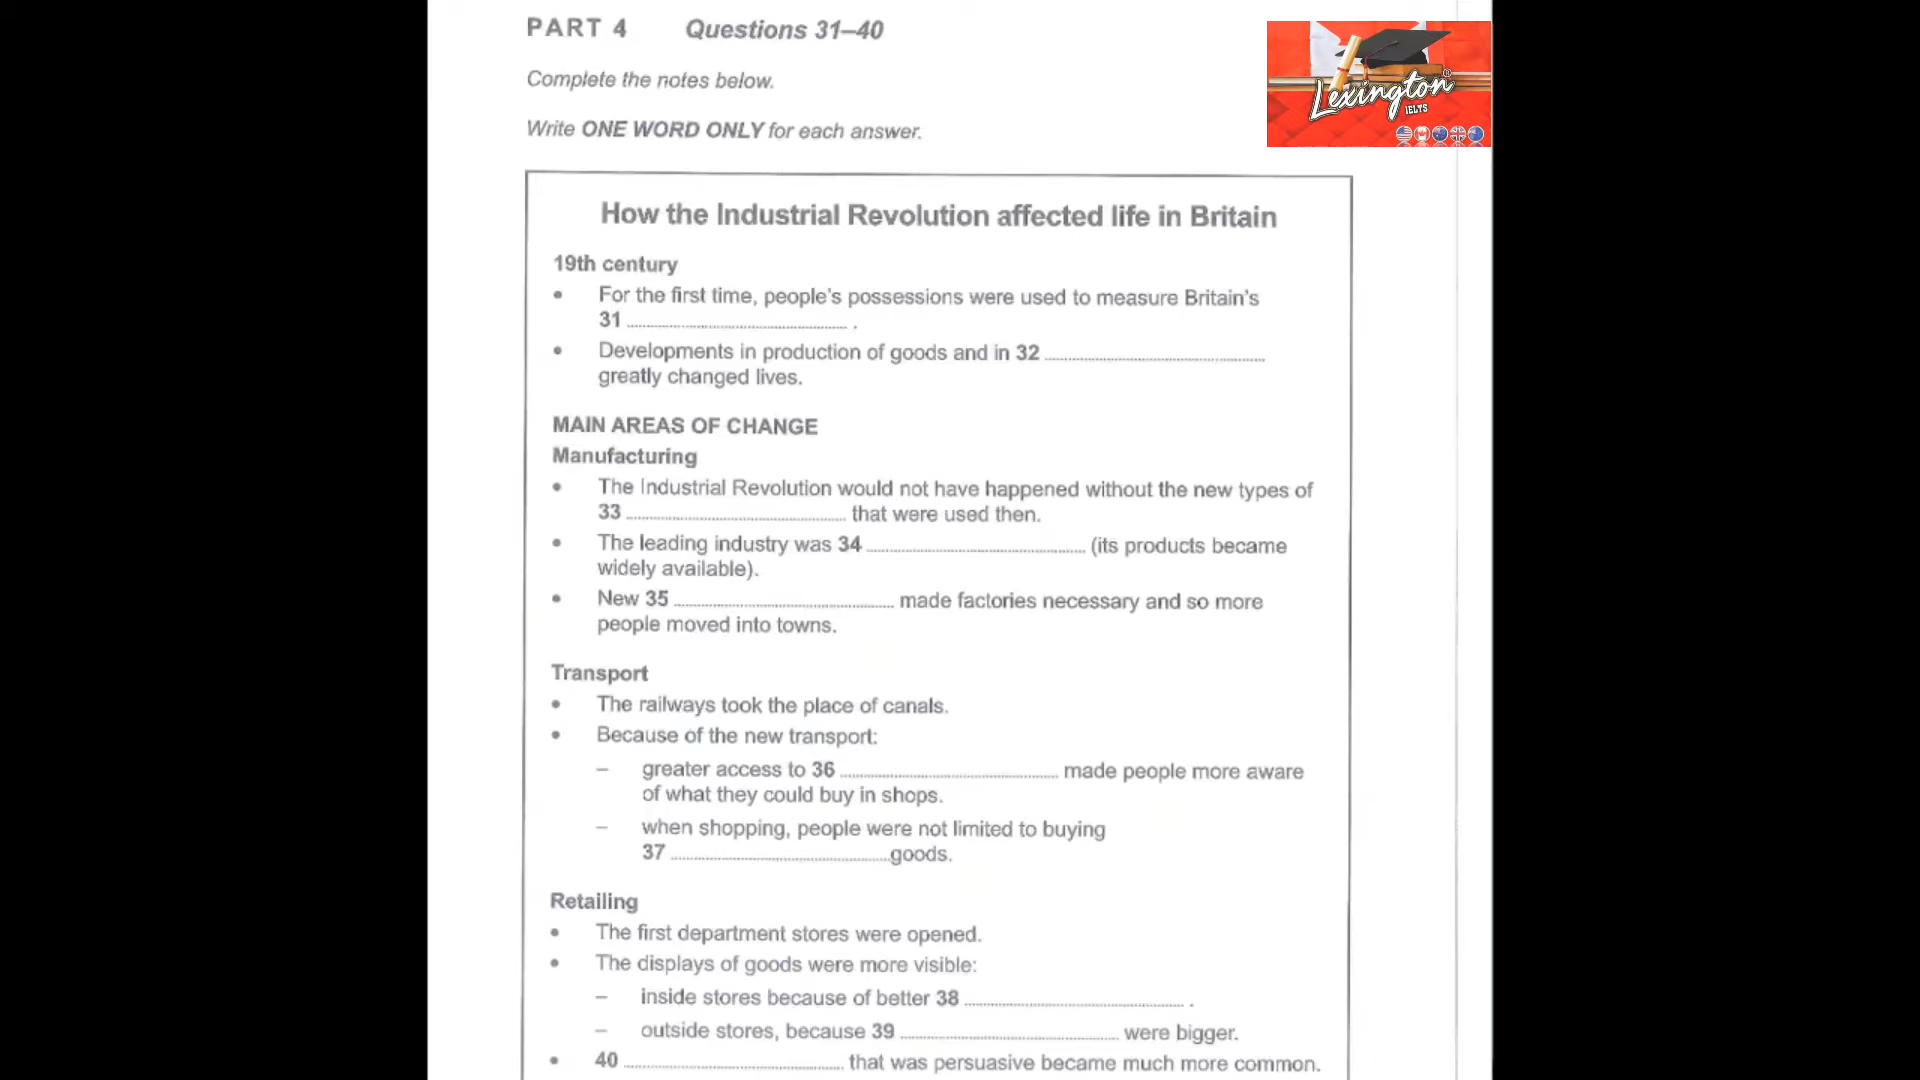 PART 4 Questions 31–40
Complete the notes below.
Write ONE WORD ONLY for each answer.
Lexington®
IELTS
How the Industrial Revolution affected life in Britain
19th century
• For the first time, people's possessions were used to measure Britain's
31 .............................. .
• Developments in production of goods and in 32 ..............................
greatly changed lives.
MAIN AREAS OF CHANGE
Manufacturing
• The Industrial Revolution would not have happened without the new types of
33 .............................. that were used then.
• The leading industry was 34 .............................. (its products became
widely available).
• New 35 .............................. made factories necessary and so more
people moved into towns.
Transport
• The railways took the place of canals.
• Because of the new transport:
– greater access to 36 .............................. made people more aware
of what they could buy in shops.
– when shopping, people were not limited to buying
37 ..............................goods.
Retailing
• The first department stores were opened.
• The displays of goods were more visible:
– inside stores because of better 38 .............................. .
– outside stores, because 39 .............................. were bigger.
• 40 .............................. that was persuasive became much more common.